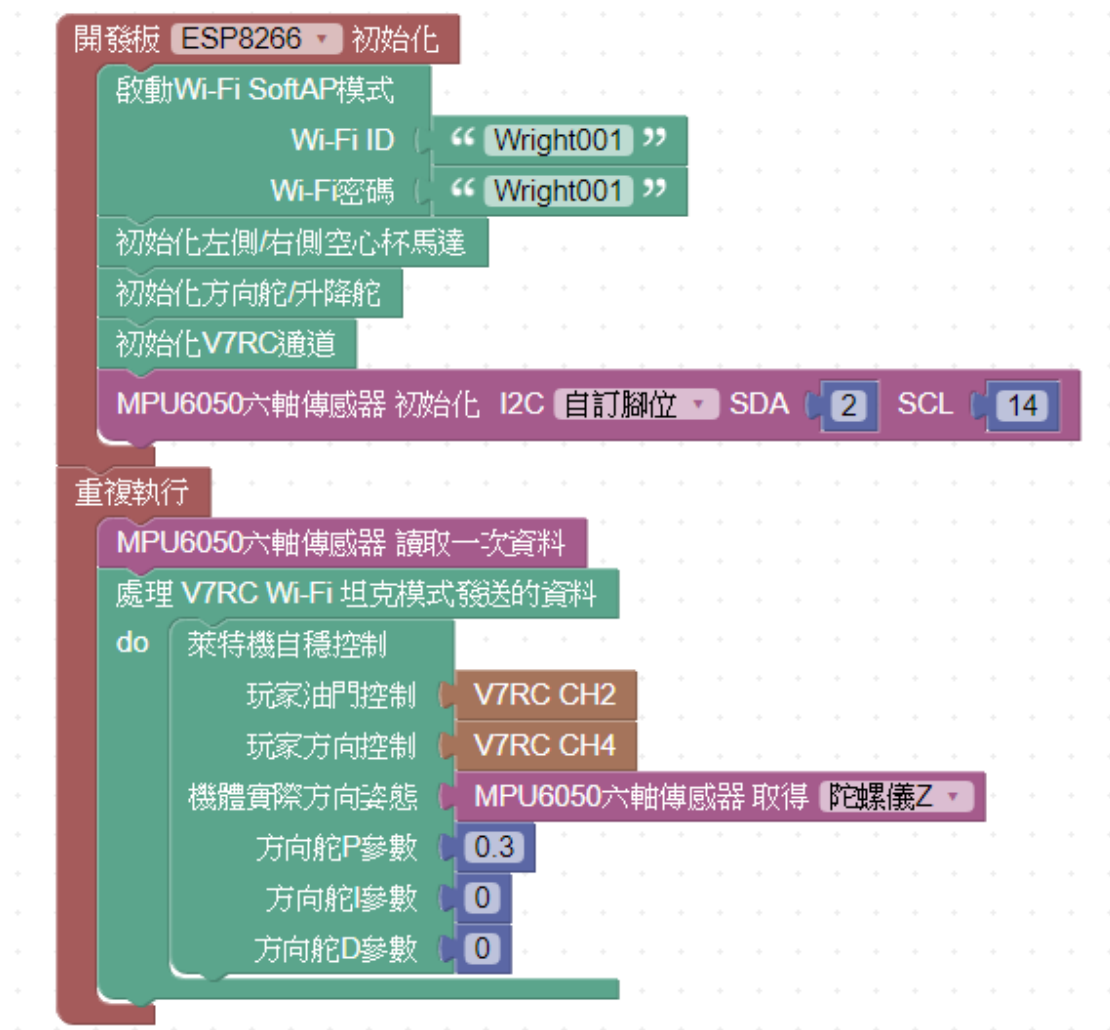 開發板 ESP8266 初始化
啟動Wi-Fi SoftAP模式
Wi-Fi ID “ Wright001 ”
Wi-Fi密碼 “ Wright001 ”
初始化左側/右側空心杯馬達
初始化方向舵/升降舵
初始化V7RC通道
MPU6050六軸傳感器 初始化 I2C 自訂腳位 SDA 2 SCL 14
重複執行
MPU6050六軸傳感器 讀取一次資料
處理 V7RC Wi-Fi 坦克模式發送的資料
do 萊特機自穩控制
玩家油門控制 V7RC CH2
玩家方向控制 V7RC CH4
機體實際方向姿態 MPU6050六軸傳感器 取得 陀螺儀Z
方向舵P參數 0.3
方向舵I參數 0
方向舵D參數 0